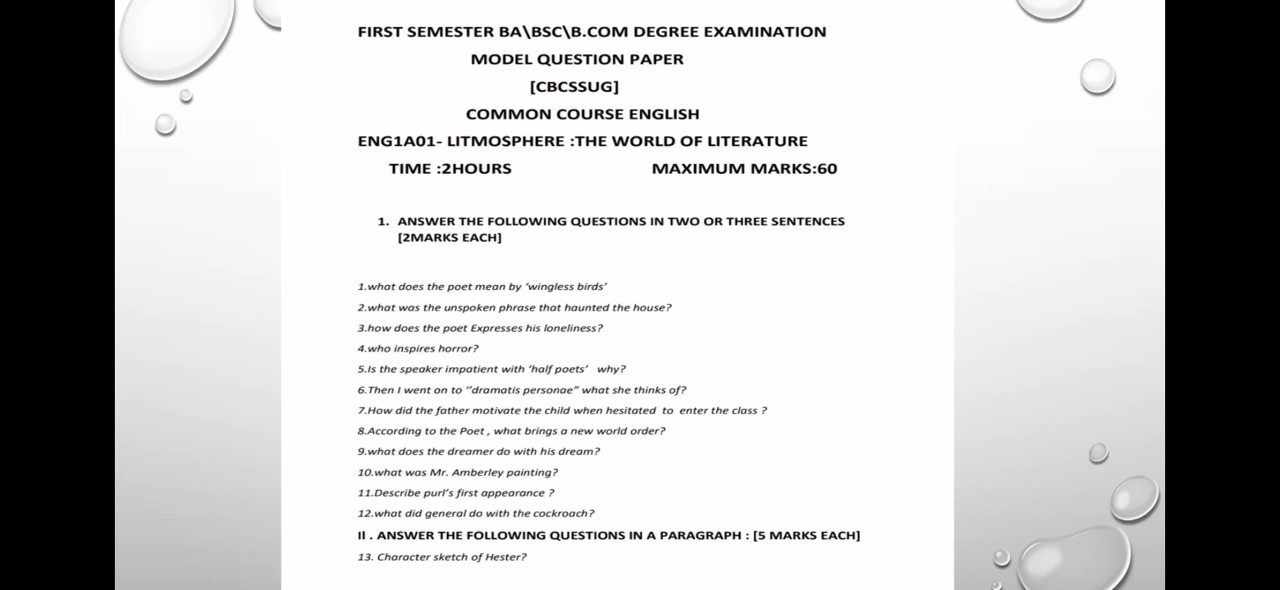 FIRST SEMESTER BA\BSC\B.COM DEGREE EXAMINATION
MODEL QUESTION PAPER
[CBCSSUG]
COMMON COURSE ENGLISH
ENG1A01- LITMOSPHERE :THE WORLD OF LITERATURE
TIME :2HOURS MAXIMUM MARKS:60
1. ANSWER THE FOLLOWING QUESTIONS IN TWO OR THREE SENTENCES
[2MARKS EACH]
1.what does the poet mean by ‘wingless birds’
2.what was the unspoken phrase that haunted the house?
3.how does the poet Expresses his loneliness?
4.who inspires horror?
5.Is the speaker impatient with ‘half poets’ why?
6.Then I went on to ‘’dramatis personae” what she thinks of?
7.How did the father motivate the child when hesitated to enter the class ?
8.According to the Poet , what brings a new world order?
9.what does the dreamer do with his dream?
10.what was Mr. Amberley painting?
11.Describe purl’s first appearance ?
12.what did general do with the cockroach?
II . ANSWER THE FOLLOWING QUESTIONS IN A PARAGRAPH : [5 MARKS EACH]
13. Character sketch of Hester?